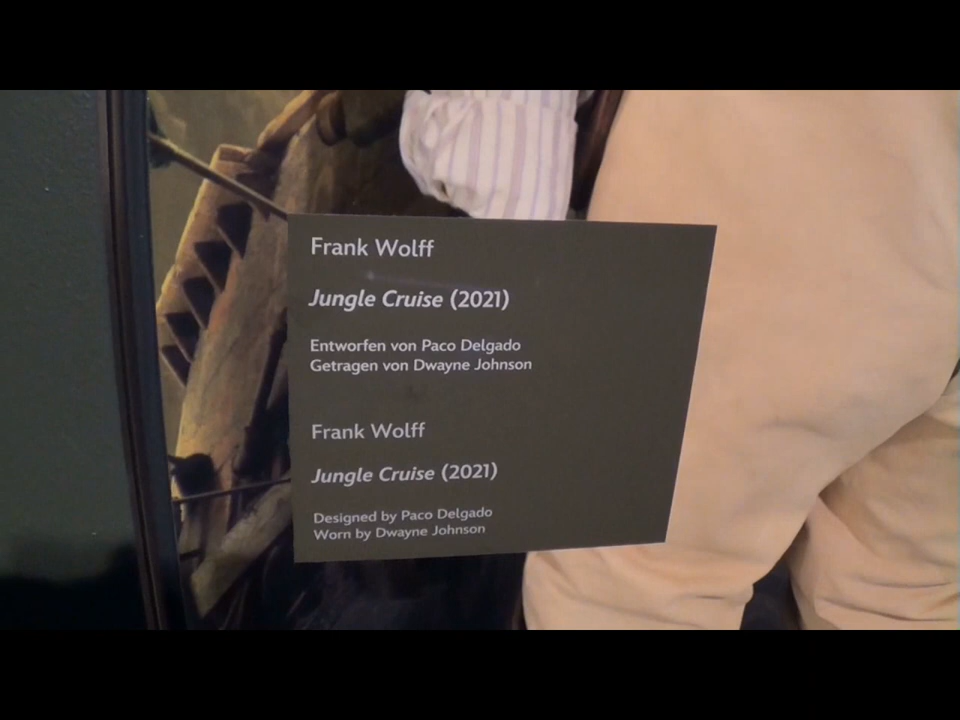 Frank Wolff
Jungle Cruise (2021)
Entworfen von Paco Delgado
Getragen von Dwayne Johnson
Frank Wolff
Jungle Cruise (2021)
Designed by Paco Delgado
Worn by Dwayne Johnson